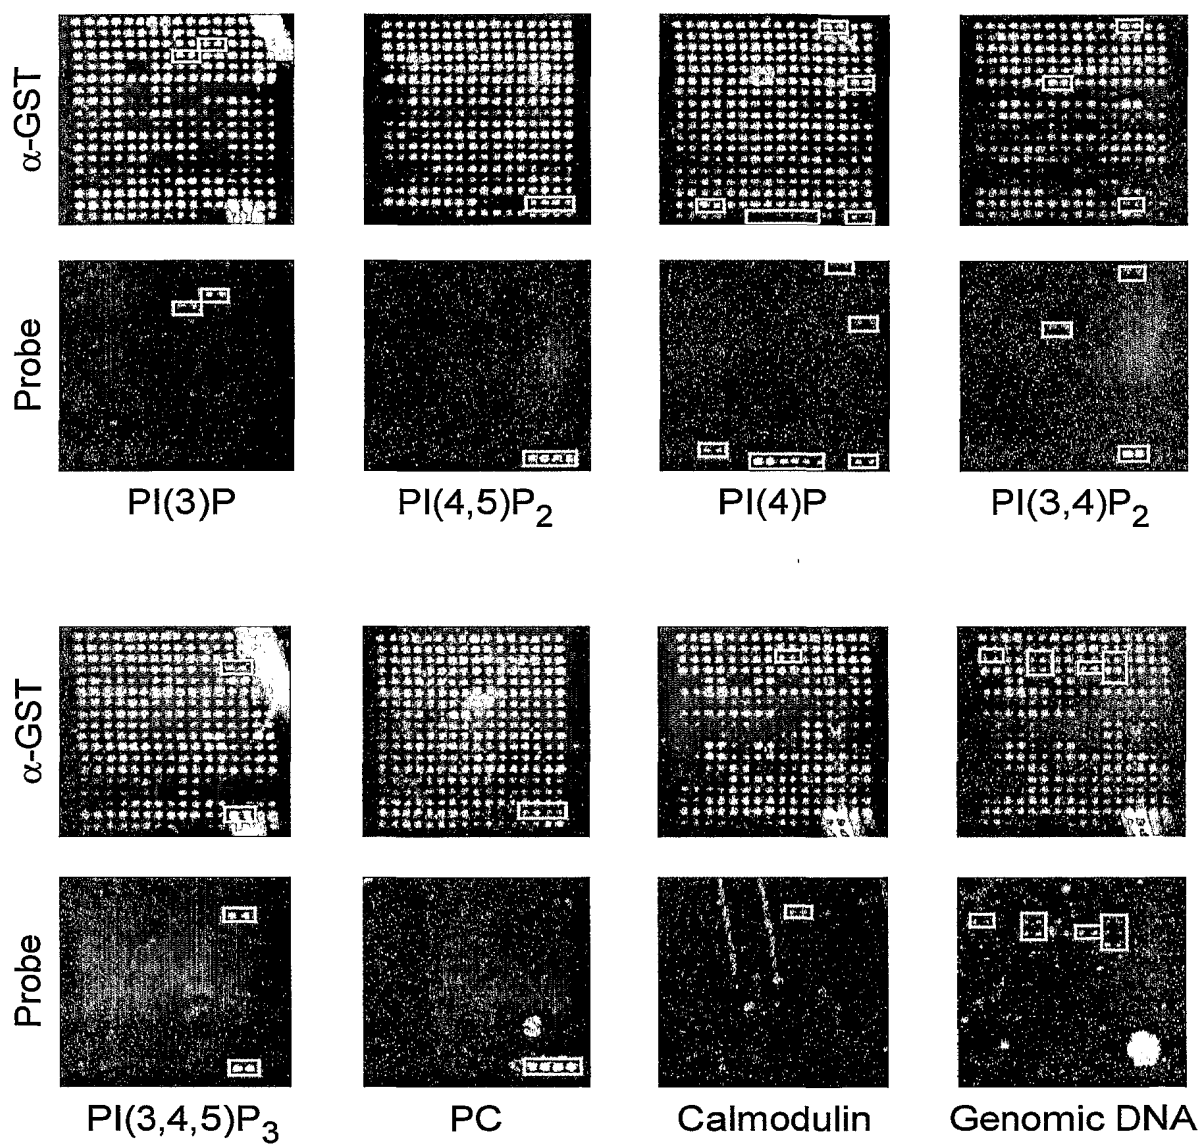 α-GST
Probe
PI(3)P PI(4,5)P₂ PI(4)P PI(3,4)P₂
α-GST
Probe
PI(3,4,5)P₃ PC Calmodulin Genomic DNA